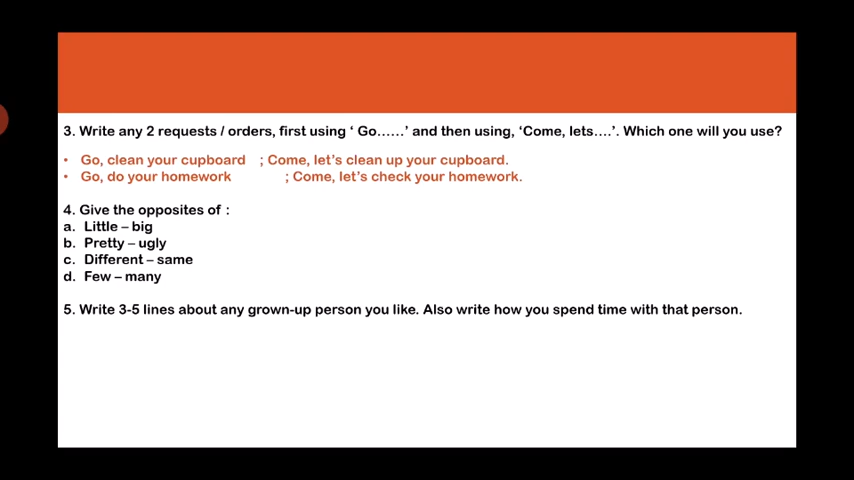 3. Write any 2 requests / orders, first using ‘ Go……’ and then using, ‘Come, lets….’. Which one will you use?
• Go, clean your cupboard ; Come, let’s clean up your cupboard.
• Go, do your homework ; Come, let’s check your homework.
4. Give the opposites of :
a. Little – big
b. Pretty – ugly
c. Different – same
d. Few – many
5. Write 3-5 lines about any grown-up person you like. Also write how you spend time with that person.